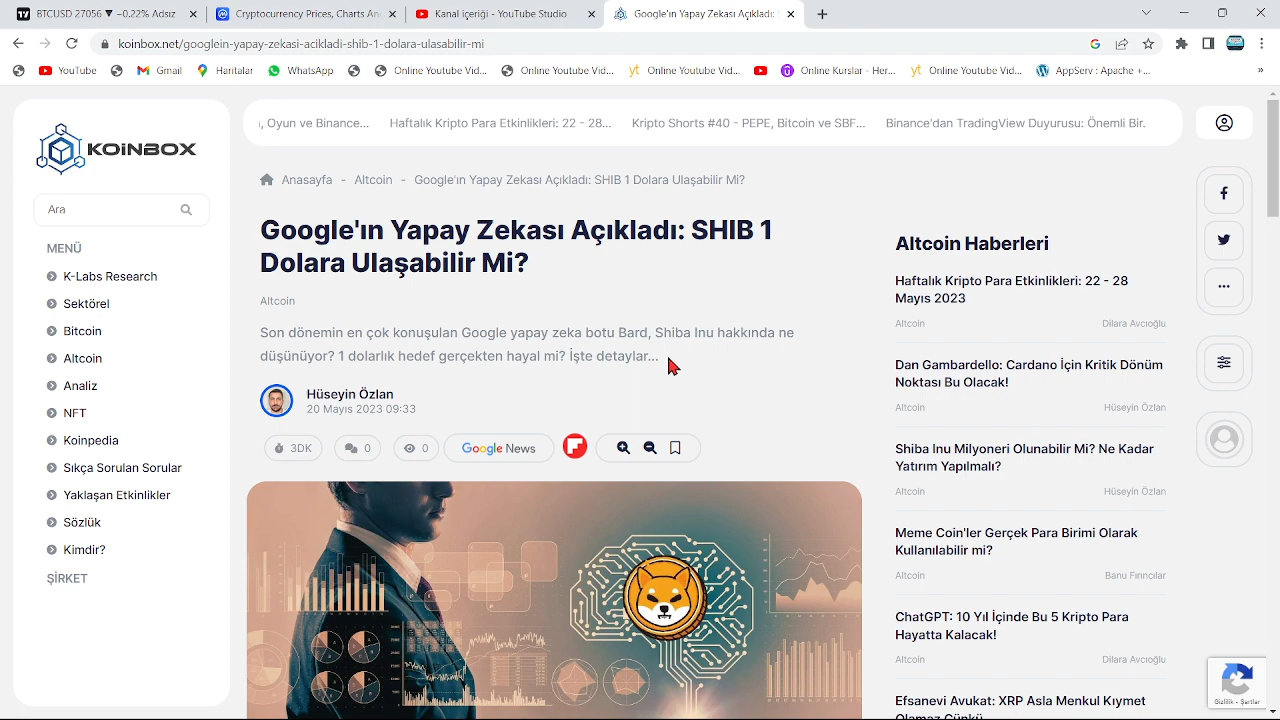 BTCUSD 27057 ▼ −0.22% Adsız
Cryptocurrency Prices, Charts An
Kanal içeriği - YouTube Studio
Google'ın Yapay Zekası Açıkladı: S
koinbox.net/googlein-yapay-zekasi-acikladi-shib-1-dolara-ulasabilir-mi
YouTube
Gmail
Haritalar
WhatsApp
Online Youtube Vid...
Online Youtube Vid...
Online Youtube Vid...
Online Kurslar - Her...
Online Youtube Vid...
AppServ : Apache +...
»
KOiNBOX
Ara
MENÜ
K-Labs Research
Sektörel
Bitcoin
Altcoin
Analiz
NFT
Koinpedia
Sıkça Sorulan Sorular
Yaklaşan Etkinlikler
Sözlük
Kimdir?
ŞİRKET
, Oyun ve Binance...
Haftalık Kripto Para Etkinlikleri: 22 - 28...
Kripto Shorts #40 - PEPE, Bitcoin ve SBF...
Binance'dan TradingView Duyurusu: Önemli Bir.
Anasayfa - Altcoin - Google'ın Yapay Zekası Açıkladı: SHIB 1 Dolara Ulaşabilir Mi?
Google'ın Yapay Zekası Açıkladı: SHIB 1
Dolara Ulaşabilir Mi?
Altcoin
Son dönemin en çok konuşulan Google yapay zeka botu Bard, Shiba Inu hakkında ne
düşünüyor? 1 dolarlık hedef gerçekten hayal mi? İşte detaylar...
Hüseyin Özlan
20 Mayıs 2023 09:33
3DK
0
0
Google News
Altcoin Haberleri
Haftalık Kripto Para Etkinlikleri: 22 - 28
Mayıs 2023
Altcoin
Dilara Avcıoğlu
Dan Gambardello: Cardano İçin Kritik Dönüm
Noktası Bu Olacak!
Altcoin
Hüseyin Özlan
Shiba Inu Milyoneri Olunabilir Mi? Ne Kadar
Yatırım Yapılmalı?
Altcoin
Hüseyin Özlan
Meme Coin'ler Gerçek Para Birimi Olarak
Kullanılabilir mi?
Altcoin
Banu Fırıncılar
ChatGPT: 10 Yıl İçinde Bu 5 Kripto Para
Hayatta Kalacak!
Altcoin
Dilara Avcıoğlu
Efsanevi Avukat: XRP Asla Menkul Kıymet
Olamaz Çünkü
Gizlilik - Şartlar